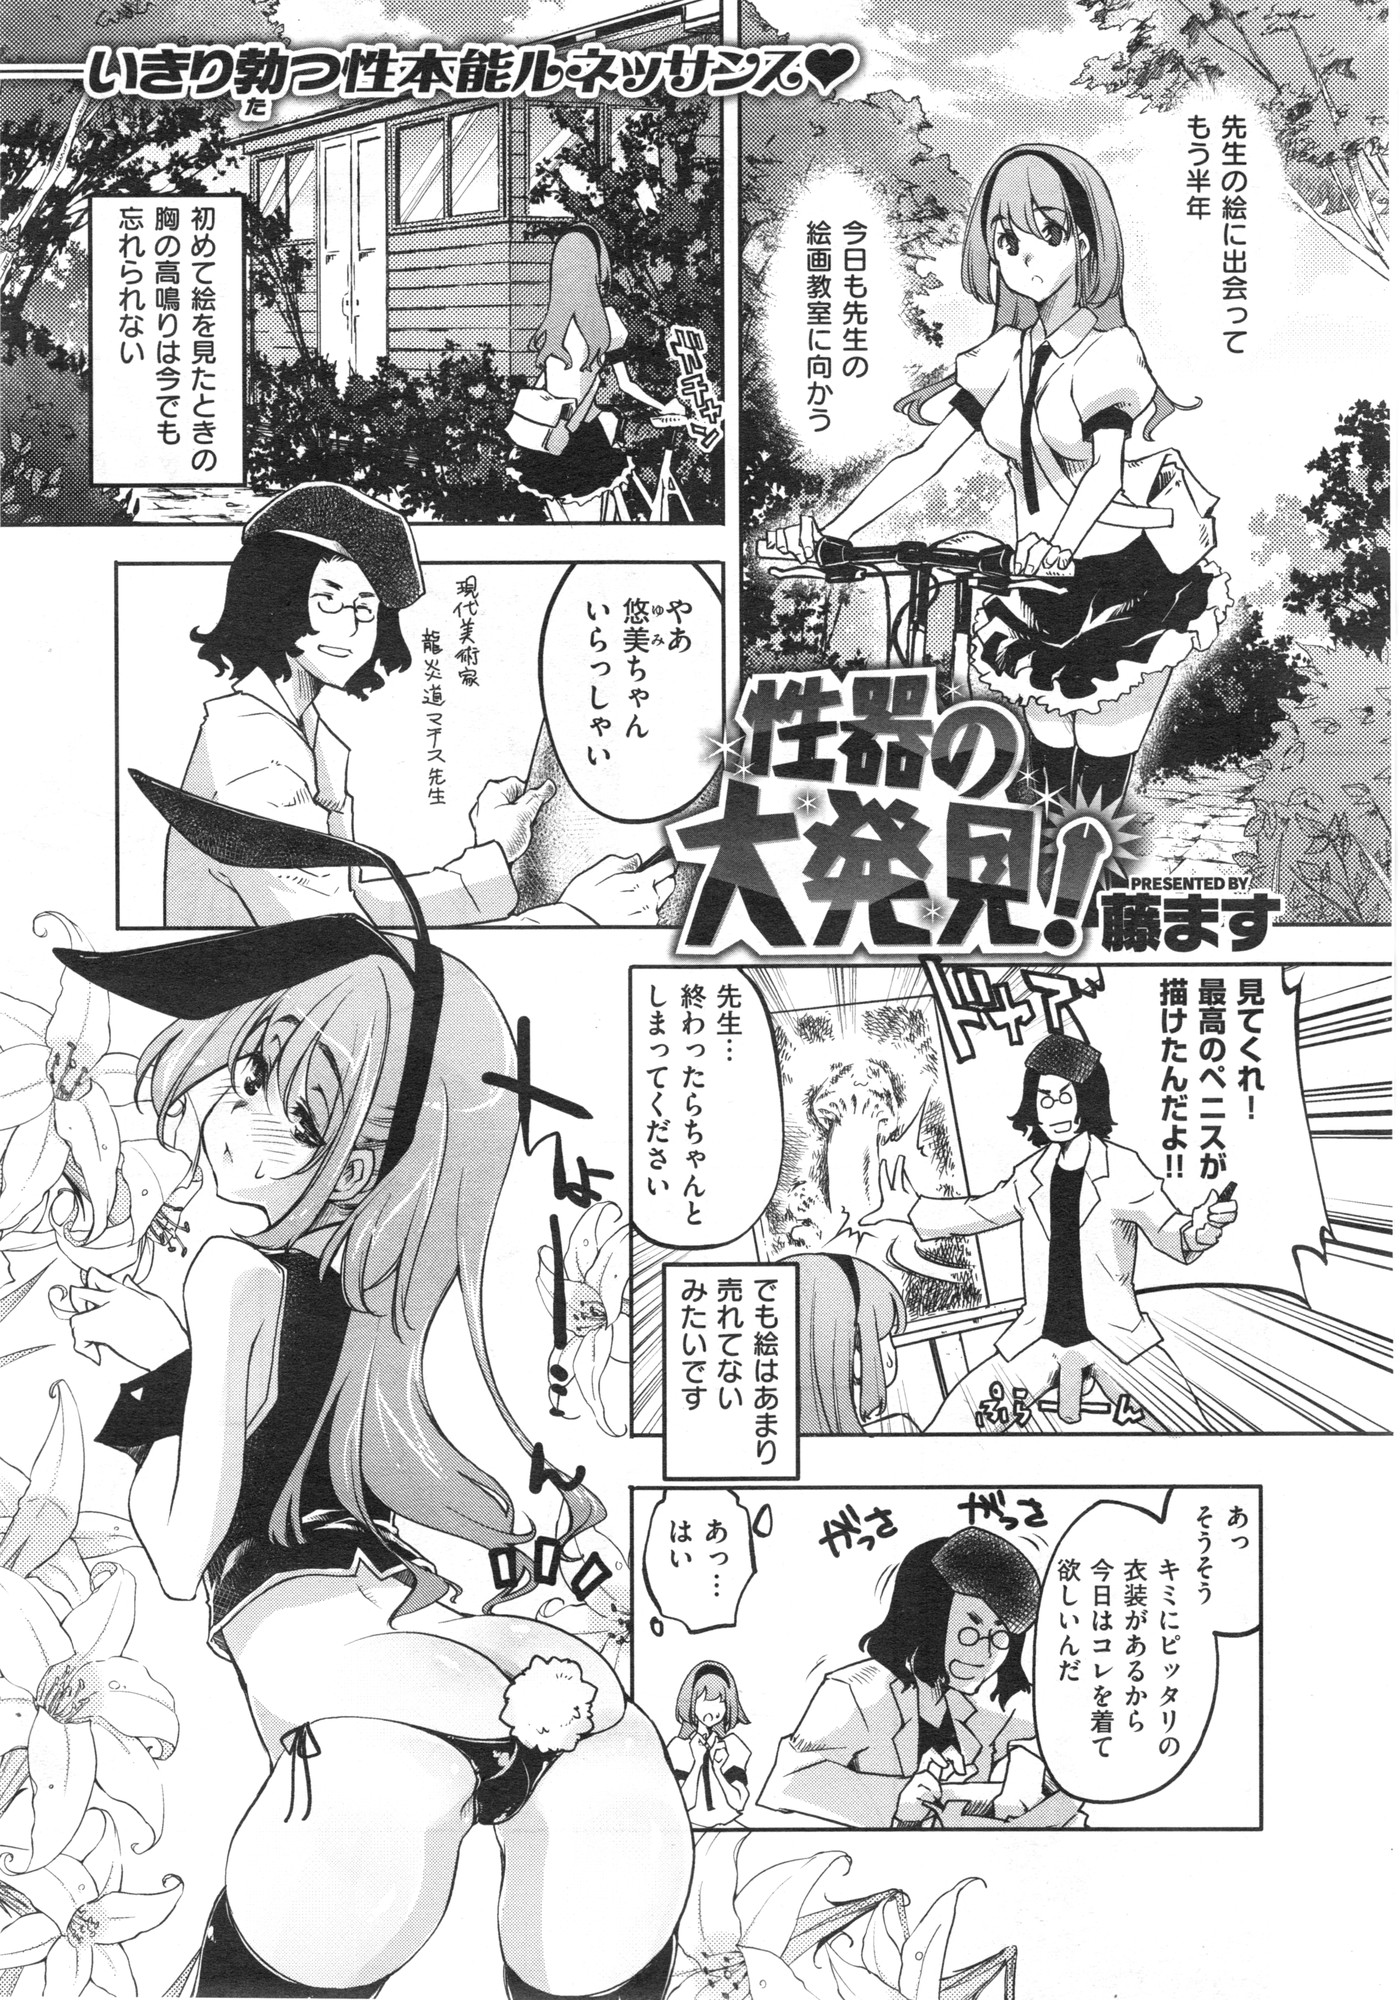 いきり勃つ性本能ルネッサンス♥
た
先生の絵に出会って
もう半年
今日も先生の
絵画教室に向かう
初めて絵を見たときの
胸の高鳴りは今でも
忘れられない
性器の
大発見!
PRESENTED BY
藤ます
やあ
悠美ちゃん
ゆみ
いらっしゃい
現代美術家
龍炎道マチス先生
見てくれ!
最高のペニスが
描けたんだよ!!
先生…
終わったらちゃんと
しまってください
ぷら
ーん
でも絵はあまり
売れてない
みたいです
あっ
そうそう
キミにピッタリの
衣装があるから
今日はコレを着て
欲しいんだ
ぎっさ
ぎっさ
あっ…
はい